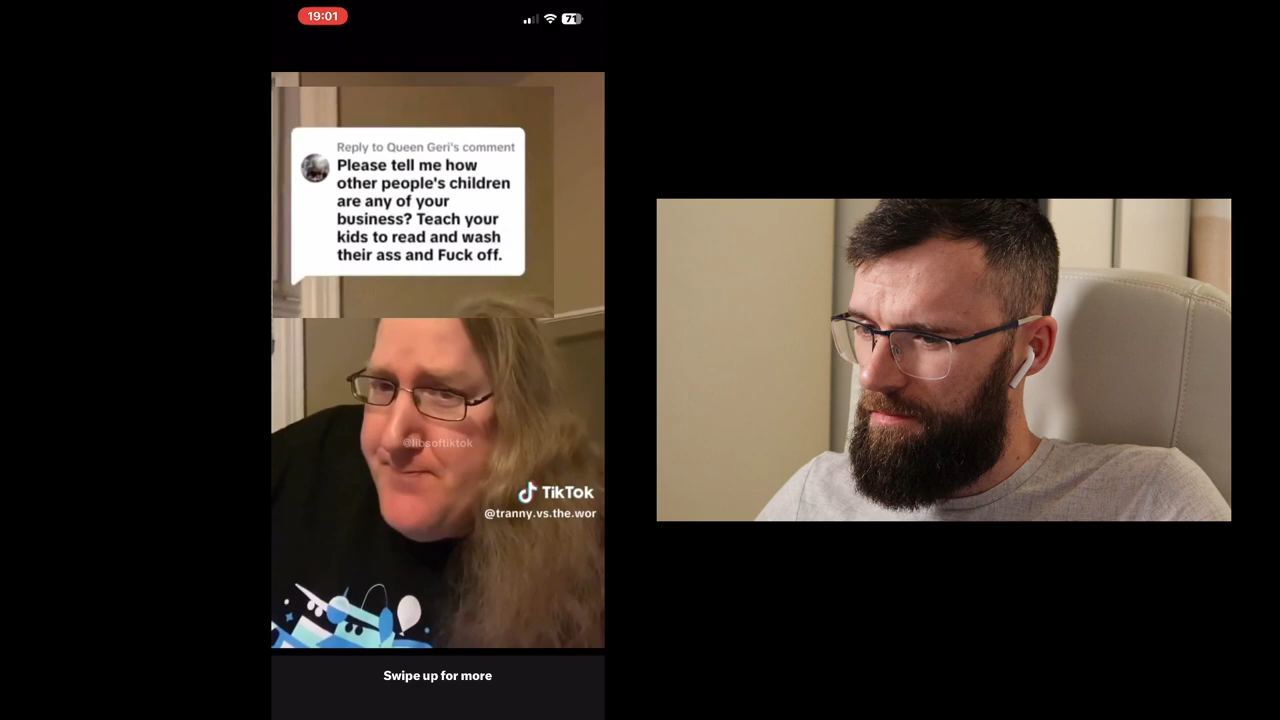 19:01
71
Reply to Queen Geri's comment
Please tell me how
other people's children
are any of your
business? Teach your
kids to read and wash
their ass and Fuck off.
@libsoftiktok
TikTok
@tranny.vs.the.wor
Swipe up for more